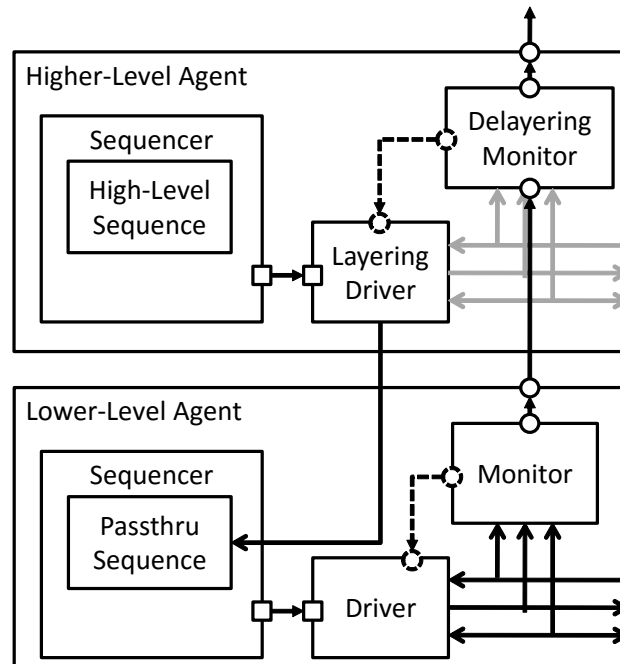 Higher-Level Agent
Sequencer
High-Level
Sequence
Delayering
Monitor
Layering
Driver
Lower-Level Agent
Sequencer
Passthru
Sequence
Monitor
Driver